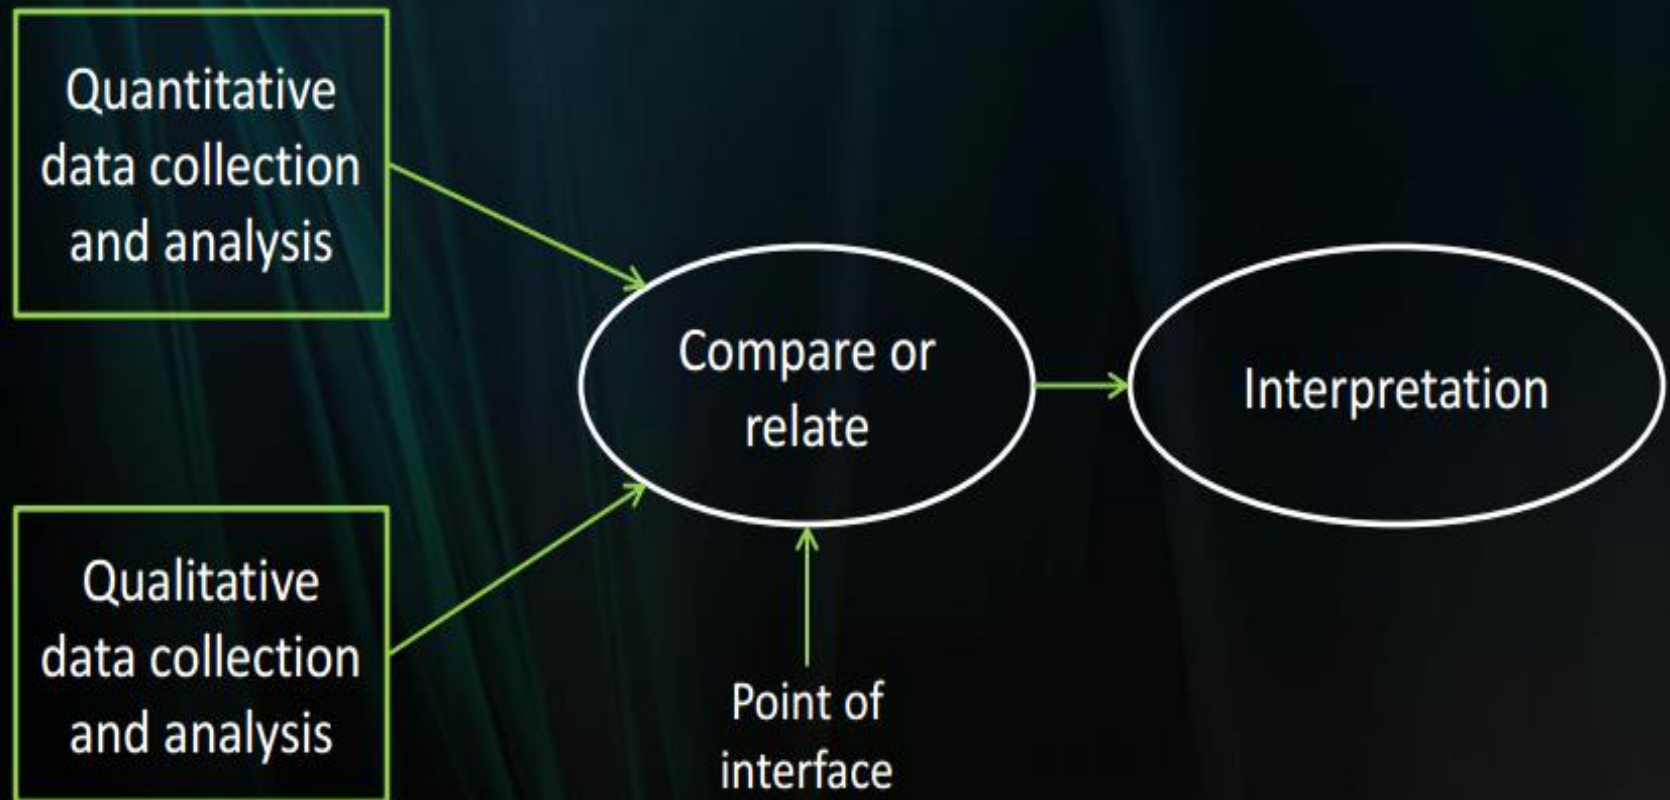 Quantitative
data collection
and analysis
Compare or
relate
Interpretation
Qualitative
data collection
and analysis
Point of
interface